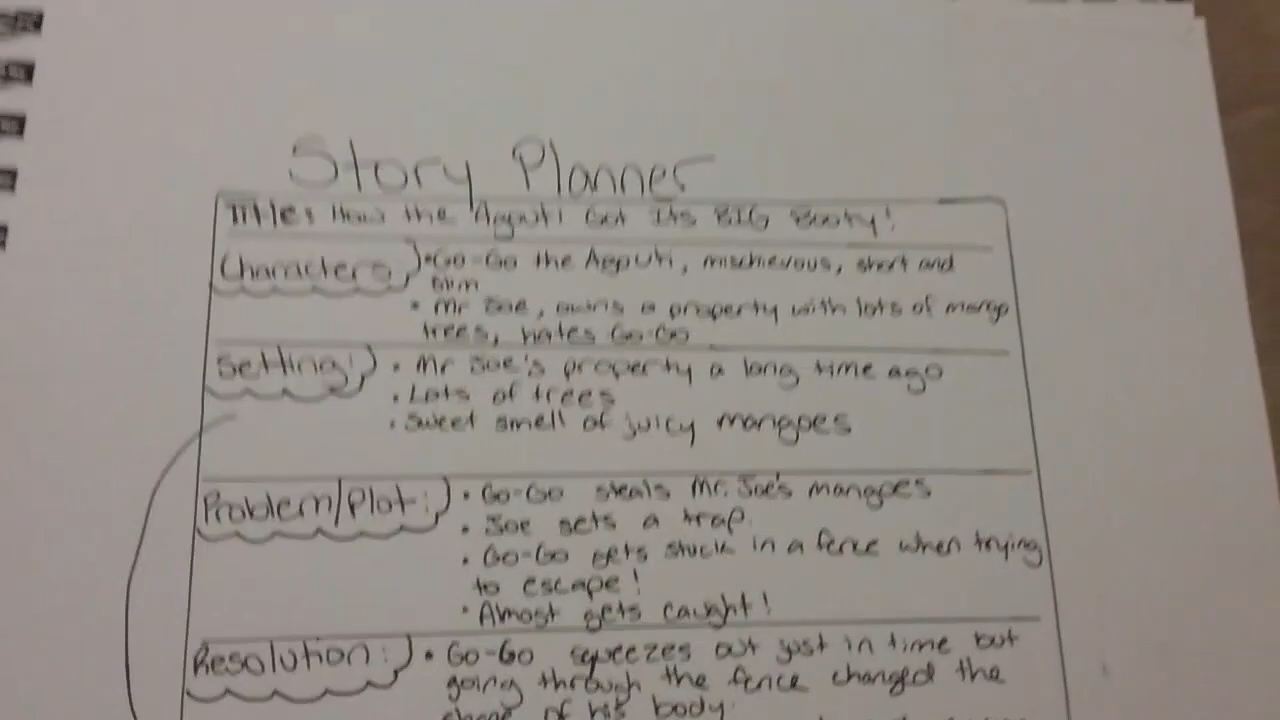 Story Planner
Title: How the Agouti Got Its BIG Booty!
Characters • Go-Go the Agouti, mischievous, short and
slim
• Mr Joe, owns a property with lots of mango
trees, hates Go-Go
Setting: • Mr Joe's property a long time ago
• Lots of trees
• Sweet smell of juicy mangoes
Problem/Plot: • Go-Go steals Mr. Joe's mangoes
• Joe sets a trap.
• Go-Go gets stuck in a fence when trying
to escape!
• Almost gets caught!
Resolution: • Go-Go squeezes out just in time but
going through the fence changed the
shape of his body.